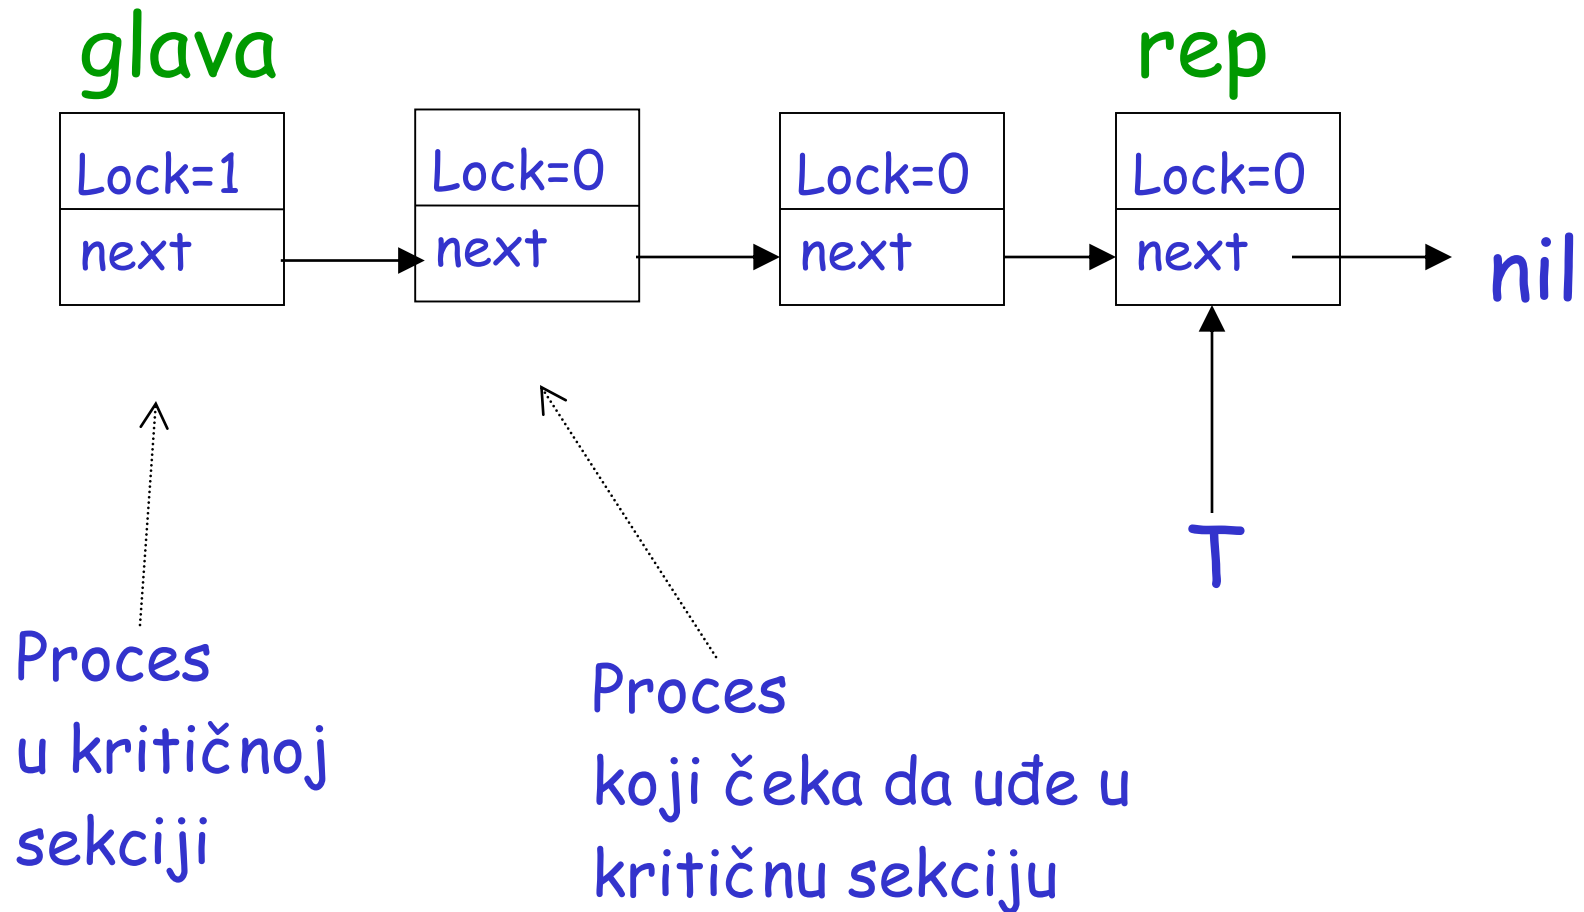 glava
rep
Lock=1
Lock=0
Lock=0
Lock=0
next
next
next
next
nil
T
Proces
u kritičnoj
sekciji
Proces
koji čeka da uđe u
kritičnu sekciju